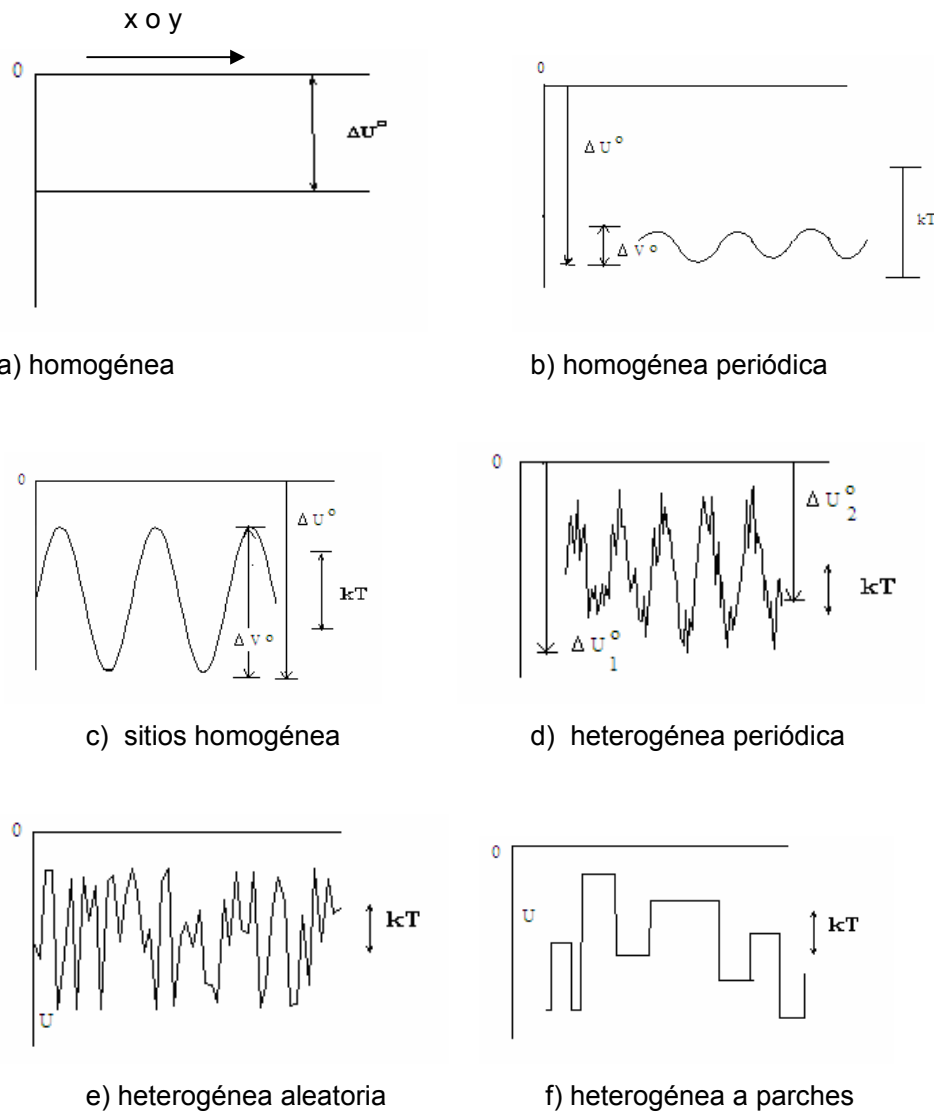 x o y
0
ΔU°
a) homogénea
0
ΔU°
ΔV°
kT
b) homogénea periódica
0
ΔU°
kT
ΔV°
c) sitios homogénea
0
ΔU°₂
kT
ΔU°₁
d) heterogénea periódica
0
kT
U
e) heterogénea aleatoria
0
U
kT
f) heterogénea a parches